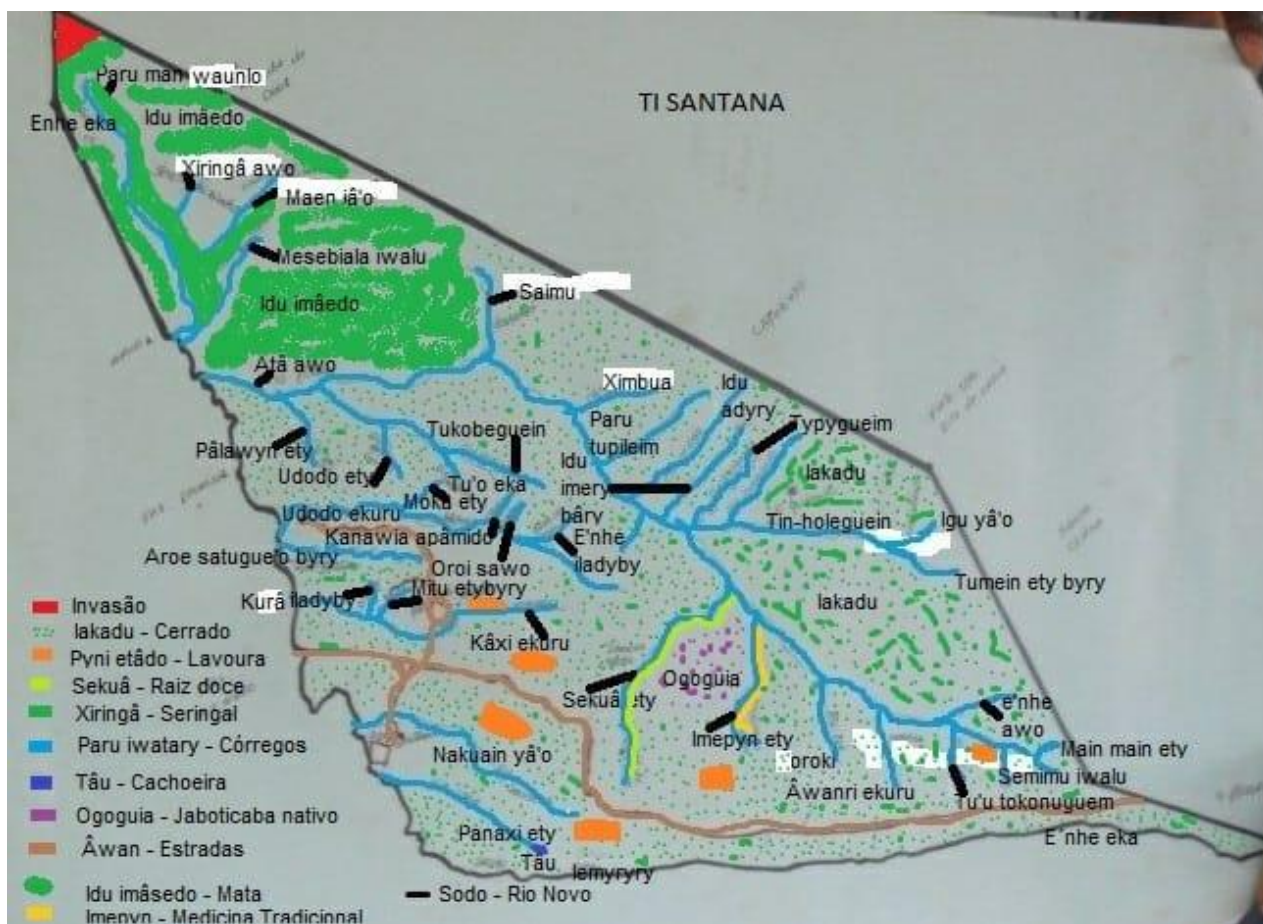 TI SANTANA
Paru man waunlo
Enhe eka
Idu imâedo
Xiringâ awo
Maen iâ'o
Mesebiala iwalu
Idu imâedo
Saimu
Atâ awo
Ximbua
Idu
adyry
Paru
tupileim
Typygueim
Tukobeguein
Pâlawyn ety
Udodo ety
Tu'o eka
Idu
imery
bâry
Iakadu
Moka ety
Udodo ekuru
Kanawia apâmido
E'nhe
iladyby
Tin-holeguein
Igu yâ'o
Aroe satugue'o byry
Oroi sawo
Tumein ety byry
Kurâ iladyby
Mitu etybyry
Iakadu
Kâxi ekuru
Ogoguia
Sekuâ ety
e'nhe
awo
Imepyn ety
Nakuain yâ'o
Soroki
Main main ety
Semimu iwalu
Âwanri ekuru
Tu'u tokonuguem
Panaxi ety
Tâu
Iemyryry
E'nhe eka
Invasão
Iakadu - Cerrado
Pyni etâdo - Lavoura
Sekuâ - Raiz doce
Xiringâ - Seringal
Paru iwatary - Córregos
Tâu - Cachoeira
Ogoguia - Jaboticaba nativo
Âwan - Estradas
Idu imâsedo - Mata
Sodo - Rio Novo
Imepyn - Medicina Tradicional